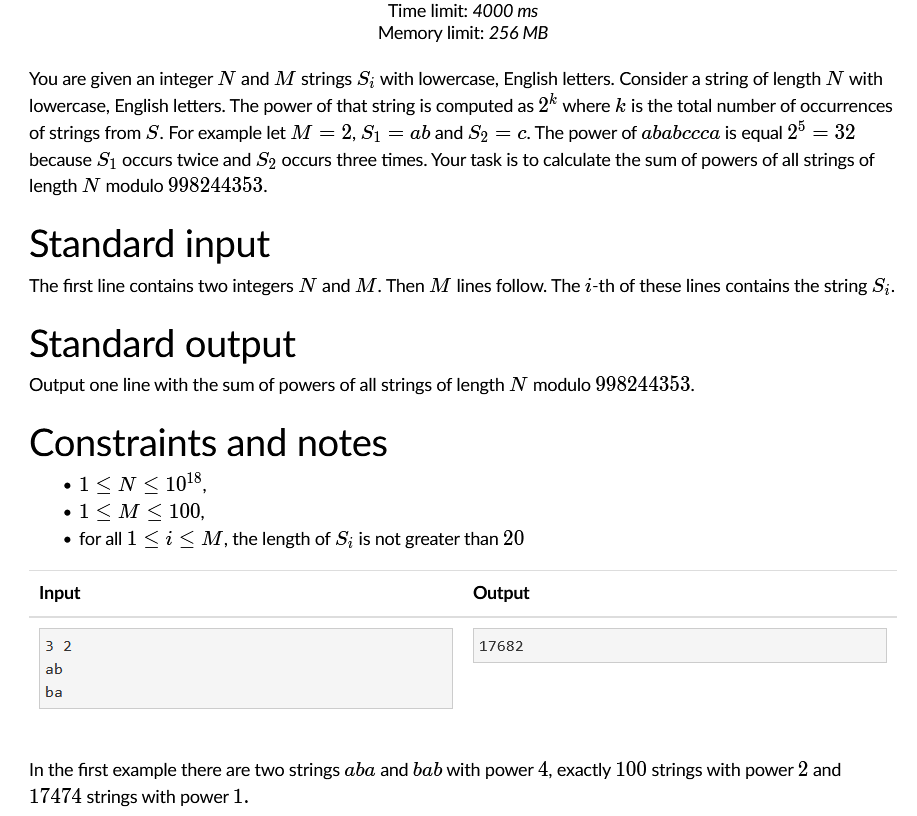 Time limit: 4000 ms
Memory limit: 256 MB
You are given an integer N and M strings S_i with lowercase, English letters. Consider a string of length N with
lowercase, English letters. The power of that string is computed as 2^k where k is the total number of occurrences
of strings from S. For example let M = 2, S_1 = ab and S_2 = c. The power of ababccca is equal 2^5 = 32
because S_1 occurs twice and S_2 occurs three times. Your task is to calculate the sum of powers of all strings of
length N modulo 998244353.
Standard input
The first line contains two integers N and M. Then M lines follow. The i-th of these lines contains the string S_i.
Standard output
Output one line with the sum of powers of all strings of length N modulo 998244353.
Constraints and notes
• 1 ≤ N ≤ 10^18,
• 1 ≤ M ≤ 100,
• for all 1 ≤ i ≤ M, the length of S_i is not greater than 20
Input Output
3 2 17682
ab
ba
In the first example there are two strings aba and bab with power 4, exactly 100 strings with power 2 and
17474 strings with power 1.